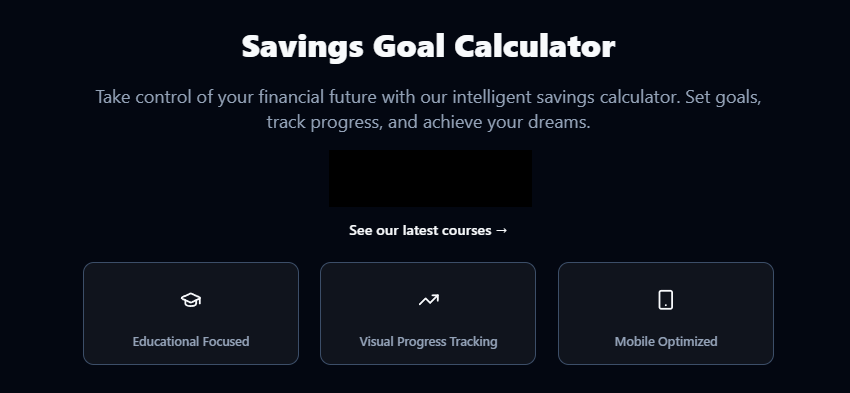 Savings Goal Calculator
Take control of your financial future with our intelligent savings calculator. Set goals,
track progress, and achieve your dreams.
See our latest courses →
Educational Focused
Visual Progress Tracking
Mobile Optimized